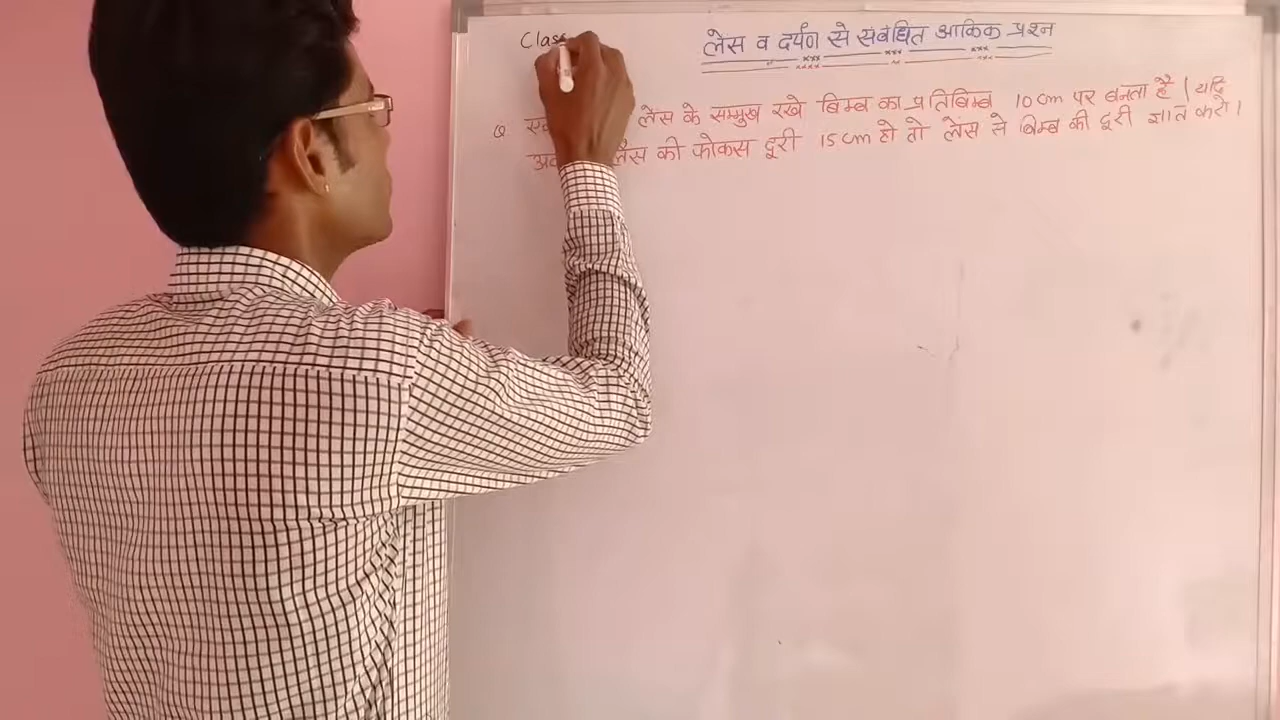 Class
लेंस व दर्पण से संबंधित आंकिक प्रश्न
Q लेंस के सम्मुख रखे बिम्ब का प्रतिबिम्ब 10 cm पर बनता है | यदि
लेंस की फोकस दूरी 15 cm हो तो लेंस से बिम्ब की दूरी ज्ञात करो |